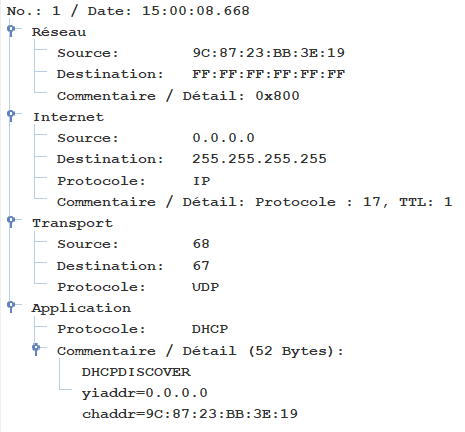 No.: 1 / Date: 15:00:08.668
Réseau
Source: 9C:87:23:BB:3E:19
Destination: FF:FF:FF:FF:FF:FF
Commentaire / Détail: 0x800
Internet
Source: 0.0.0.0
Destination: 255.255.255.255
Protocole: IP
Commentaire / Détail: Protocole : 17, TTL: 1
Transport
Source: 68
Destination: 67
Protocole: UDP
Application
Protocole: DHCP
Commentaire / Détail (52 Bytes):
DHCPDISCOVER
yiaddr=0.0.0.0
chaddr=9C:87:23:BB:3E:19